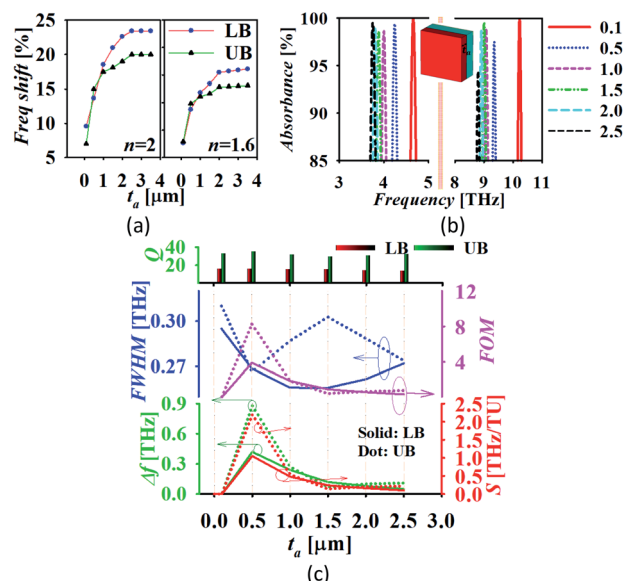 Freq shift [%]
25
20
15
10
5
LB
UB
n=2
n=1.6
0 1 2 3 4 0 1 2 3 4
t_a [μm]
(a)
Absorbance [%]
100
95
90
85
3 4 5 8 9 10 11
Frequency [THz]
(b)
0.1
0.5
1.0
1.5
2.0
2.5
Q
40
20
LB UB
FWHM [THz]
0.30
0.27
12
8
4
FOM
Δf [THz]
0.9
0.6
0.3
0.0
2.5
2.0
1.5
1.0
0.5
0.0
S [THz/TU]
Solid: LB
Dot: UB
0.0 0.5 1.0 1.5 2.0 2.5 3.0
t_a [μm]
(c)